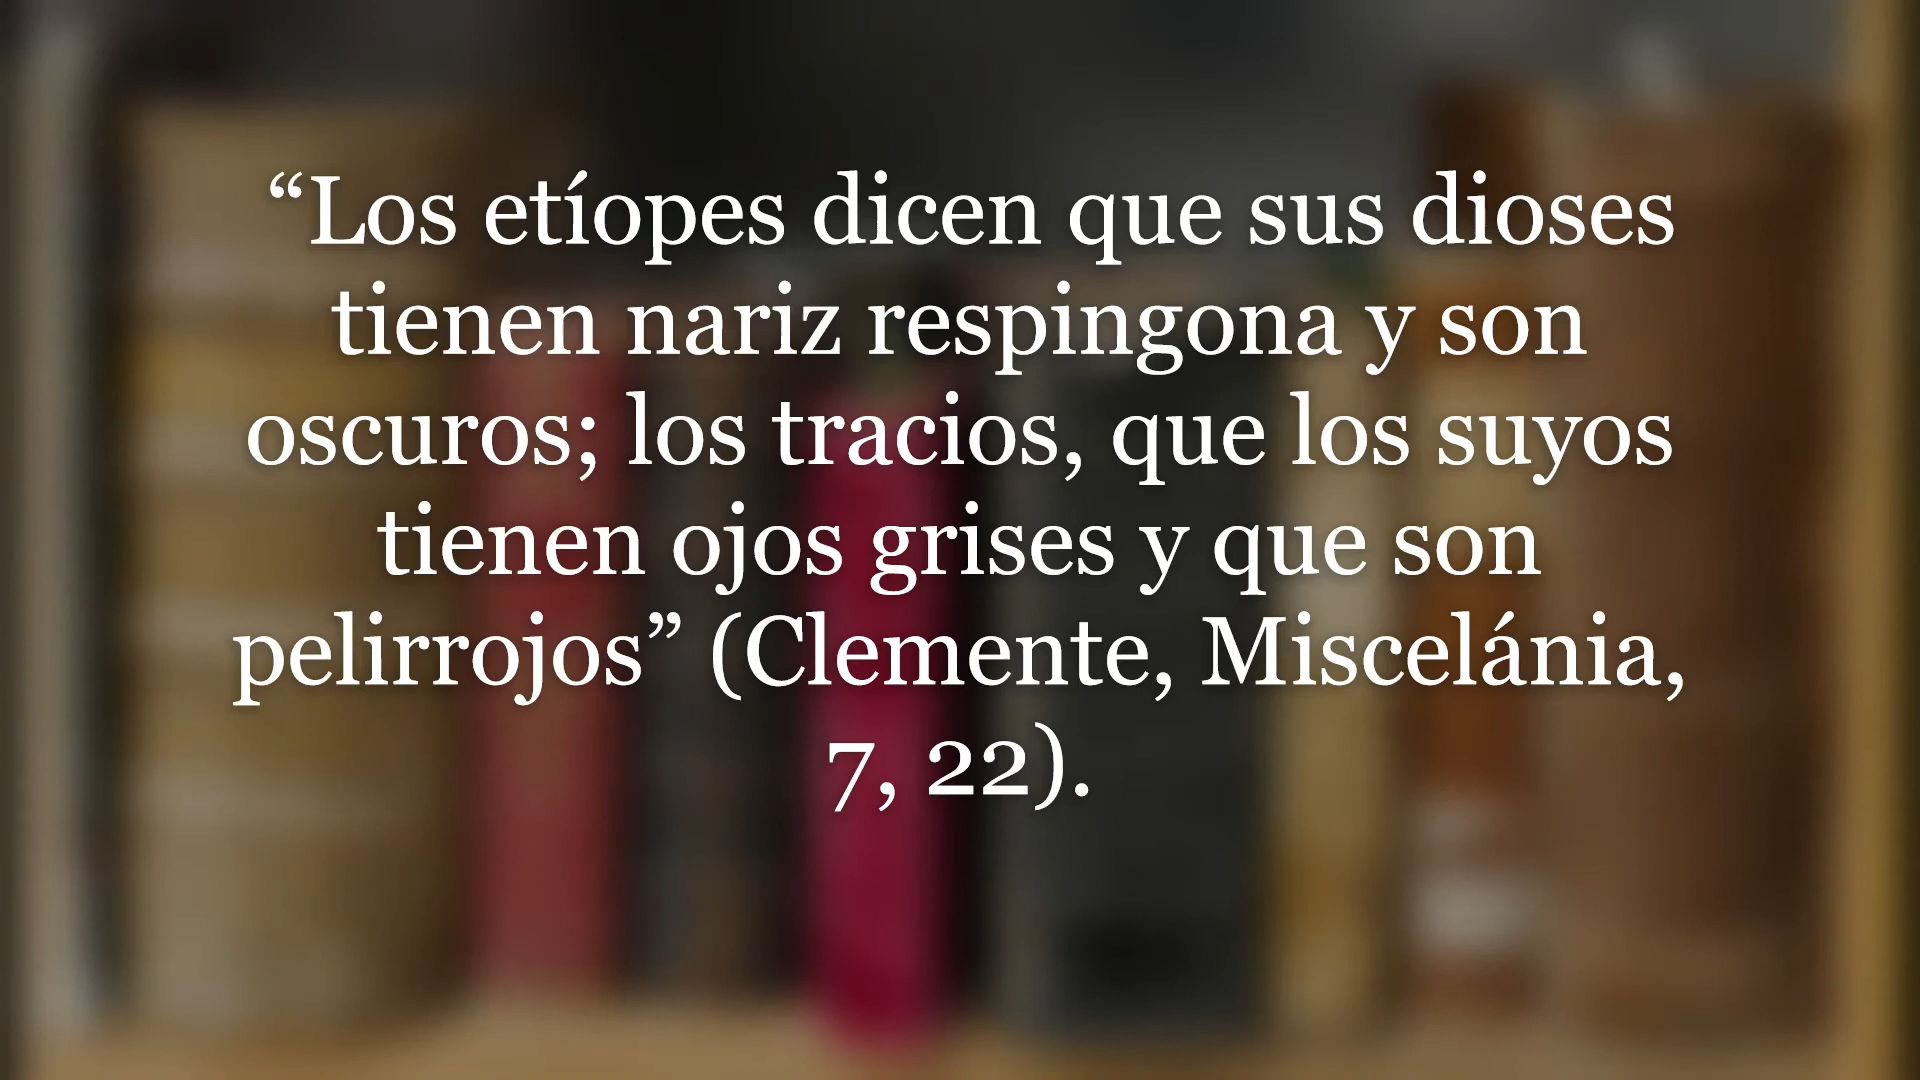 “Los etíopes dicen que sus dioses
tienen nariz respingona y son
oscuros; los tracios, que los suyos
tienen ojos grises y que son
pelirrojos” (Clemente, Miscelánia,
7, 22).